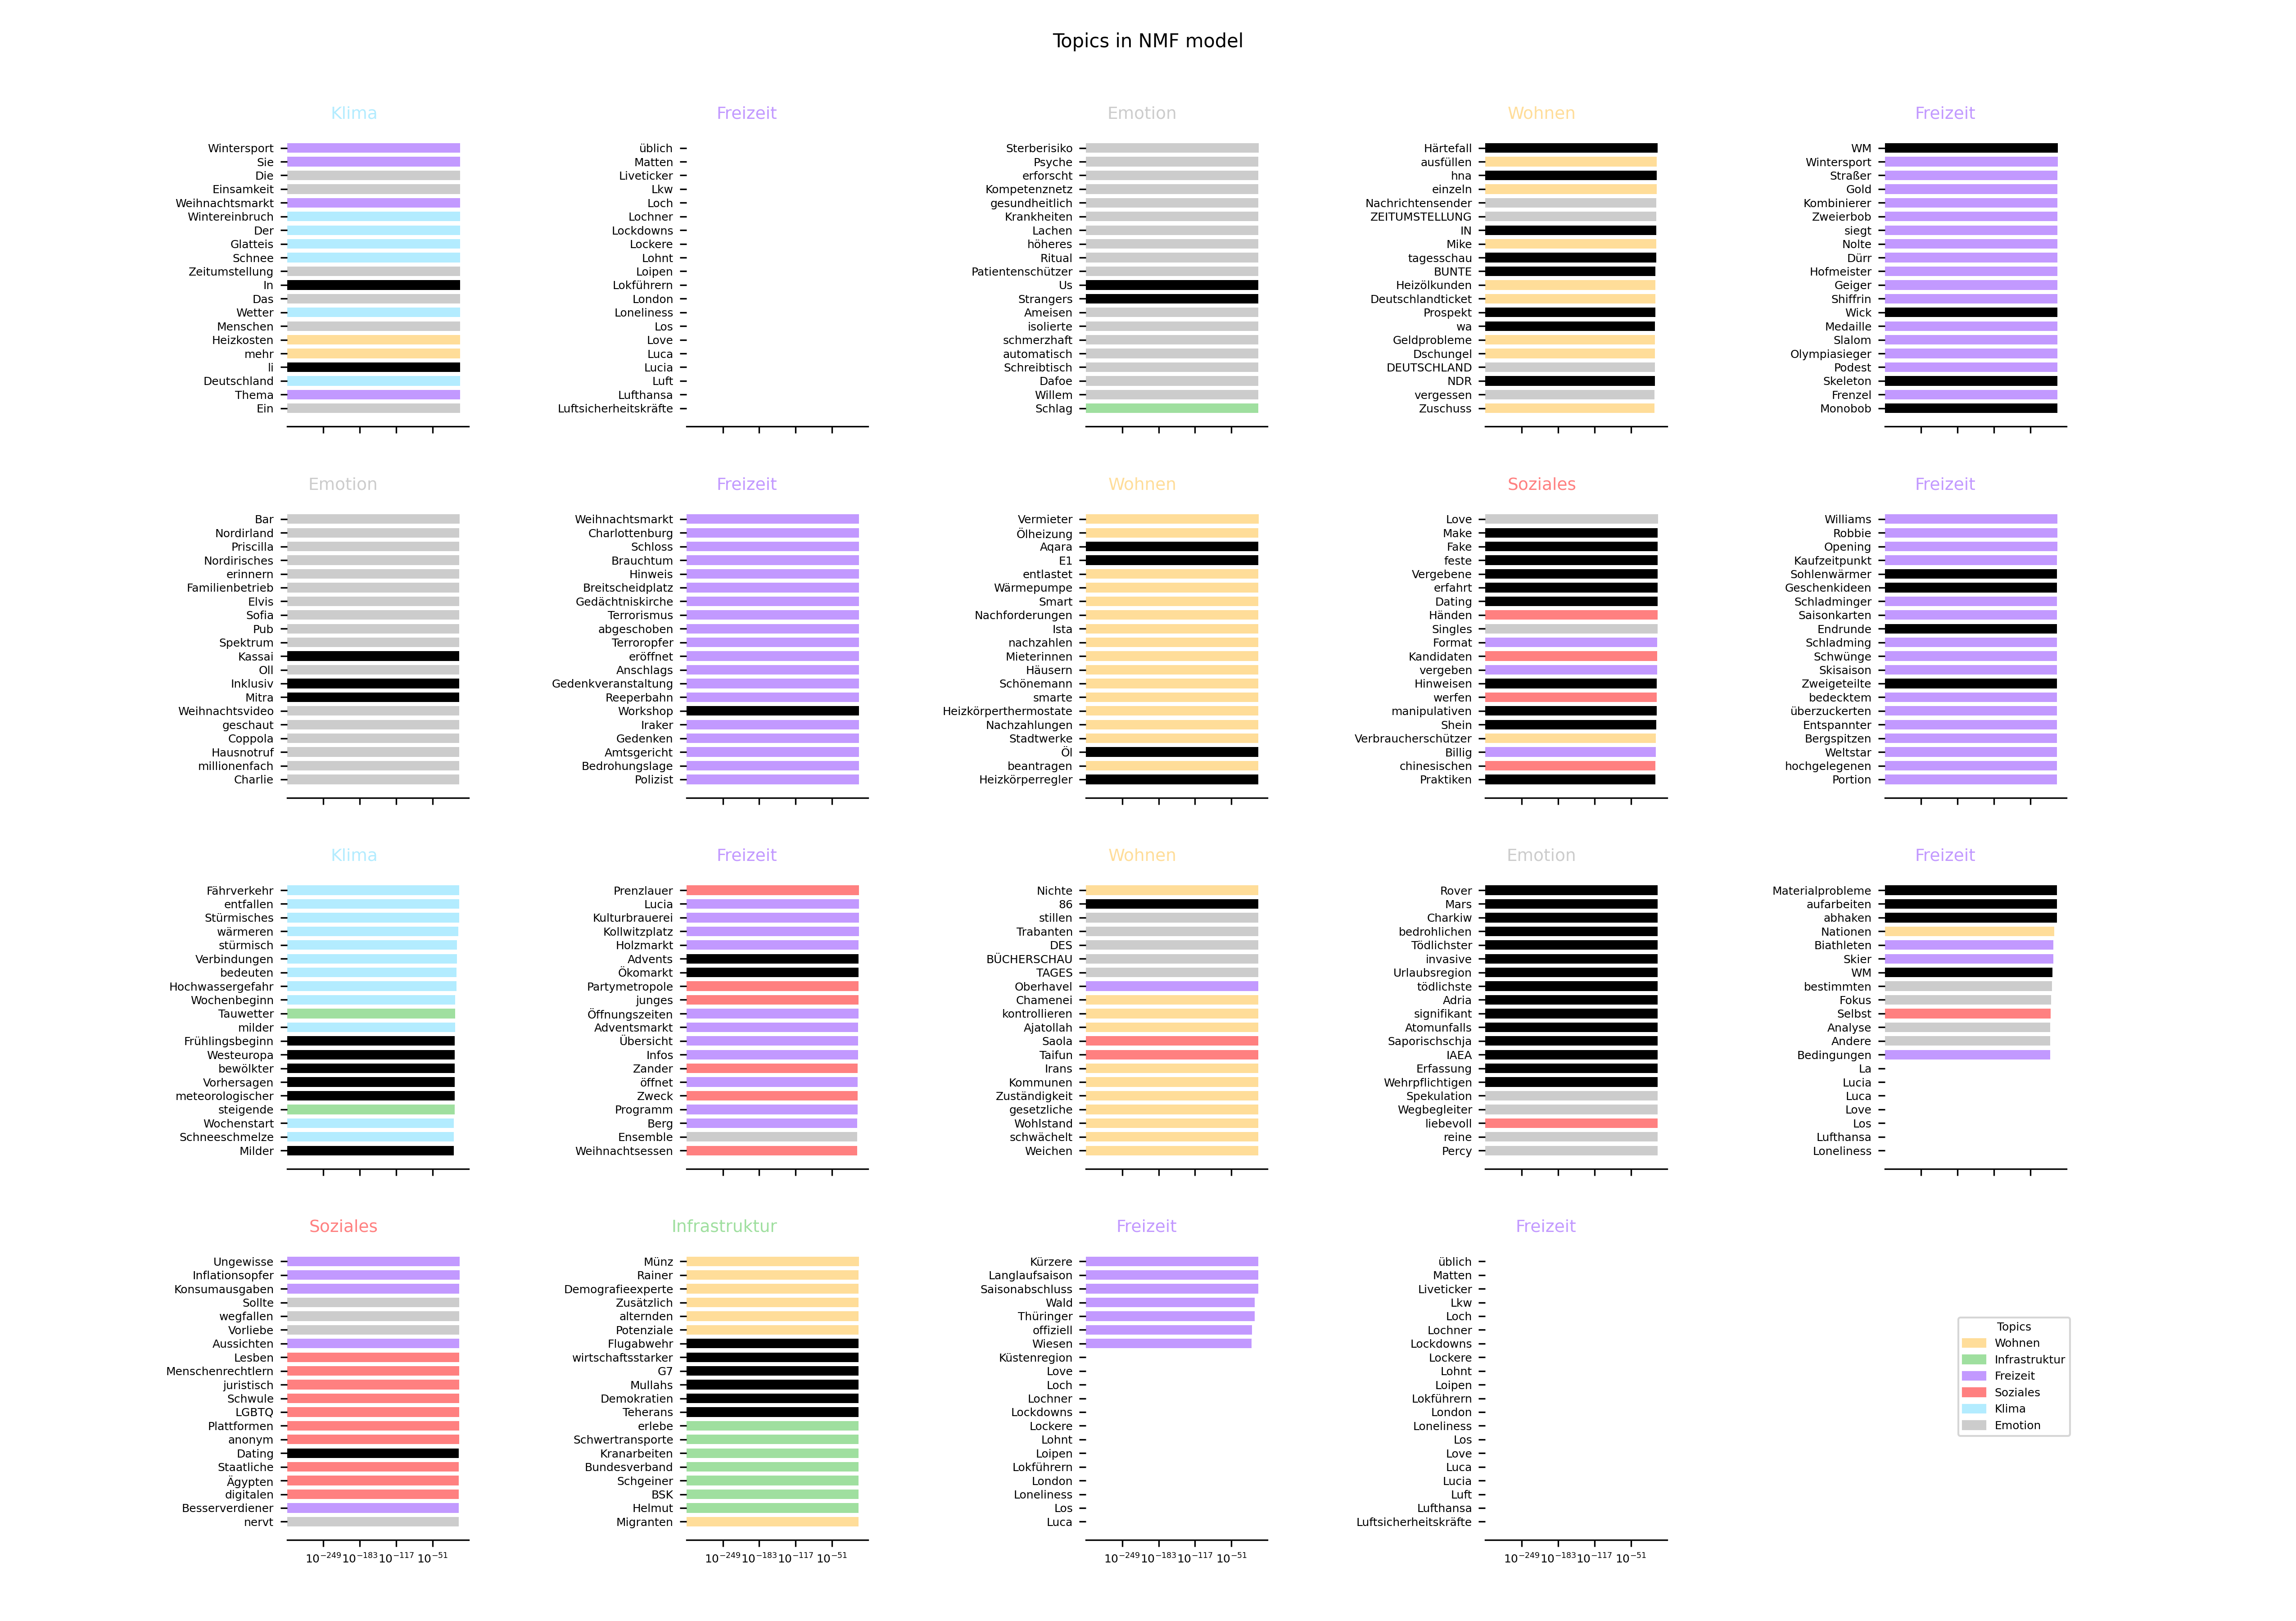 Topics in NMF model
Klima
Wintersport
Sie
Die
Einsamkeit
Weihnachtsmarkt
Wintereinbruch
Der
Glatteis
Schnee
Zeitumstellung
In
Das
Wetter
Menschen
Heizkosten
mehr
li
Deutschland
Thema
Ein
Freizeit
üblich
Matten
Liveticker
Lkw
Loch
Lochner
Lockdowns
Lockere
Lohnt
Loipen
Lokführern
London
Loneliness
Los
Love
Luca
Lucia
Luft
Lufthansa
Luftsicherheitskräfte
Emotion
Sterberisiko
Psyche
erforscht
Kompetenznetz
gesundheitlich
Krankheiten
Lachen
höheres
Ritual
Patientenschützer
Us
Strangers
Ameisen
isolierte
schmerzhaft
automatisch
Schreibtisch
Dafoe
Willem
Schlag
Wohnen
Härtefall
ausfüllen
hna
einzeln
Nachrichtensender
ZEITUMSTELLUNG
IN
Mike
tagesschau
BUNTE
Heizölkunden
Deutschlandticket
Prospekt
wa
Geldprobleme
Dschungel
DEUTSCHLAND
NDR
vergessen
Zuschuss
Freizeit
WM
Wintersport
Straßer
Gold
Kombinierer
Zweierbob
siegt
Nolte
Dürr
Hofmeister
Geiger
Shiffrin
Wick
Medaille
Slalom
Olympiasieger
Podest
Skeleton
Frenzel
Monobob
Emotion
Bar
Nordirland
Priscilla
Nordirisches
erinnern
Familienbetrieb
Elvis
Sofia
Pub
Spektrum
Kassai
Oll
Inklusiv
Mitra
Weihnachtsvideo
geschaut
Coppola
Hausnotruf
millionenfach
Charlie
Freizeit
Weihnachtsmarkt
Charlottenburg
Schloss
Brauchtum
Hinweis
Breitscheidplatz
Gedächtniskirche
Terrorismus
abgeschoben
Terroropfer
eröffnet
Anschlags
Gedenkveranstaltung
Reeperbahn
Workshop
Iraker
Gedenken
Amtsgericht
Bedrohungslage
Polizist
Wohnen
Vermieter
Ölheizung
Aqara
E1
entlastet
Wärmepumpe
Smart
Nachforderungen
Ista
nachzahlen
Mieterinnen
Häusern
Schönemann
smarte
Heizkörperthermostate
Nachzahlungen
Stadtwerke
Öl
beantragen
Heizkörperregler
Soziales
Love
Make
Fake
feste
Vergebene
erfahrt
Dating
Händen
Singles
Format
Kandidaten
vergeben
Hinweisen
werfen
manipulativen
Shein
Verbraucherschützer
Billig
chinesischen
Praktiken
Freizeit
Williams
Robbie
Opening
Kaufzeitpunkt
Sohlenwärmer
Geschenkideen
Schladminger
Saisonkarten
Endrunde
Schladming
Schwünge
Skisaison
Zweigeteilte
bedecktem
überzuckerten
Entspannter
Bergspitzen
Weltstar
hochgelegenen
Portion
Klima
Fährverkehr
entfallen
Stürmisches
wärmeren
stürmisch
Verbindungen
bedeuten
Hochwassergefahr
Wochenbeginn
Tauwetter
milder
Frühlingsbeginn
Westeuropa
bewölkter
Vorhersagen
meteorologischer
steigende
Wochenstart
Schneeschmelze
Milder
Freizeit
Prenzlauer
Lucia
Kulturbrauerei
Kollwitzplatz
Holzmarkt
Advents
Ökomarkt
Partymetropole
junges
Öffnungszeiten
Adventsmarkt
Übersicht
Infos
Zander
öffnet
Zweck
Programm
Berg
Ensemble
Weihnachtsessen
Wohnen
Nichte
86
stillen
Trabanten
DES
BÜCHERSCHAU
TAGES
Oberhavel
Chamenei
kontrollieren
Ajatollah
Saola
Taifun
Irans
Kommunen
Zuständigkeit
gesetzliche
Wohlstand
schwächelt
Weichen
Emotion
Rover
Mars
Charkiw
bedrohlichen
Tödlichster
invasive
Urlaubsregion
tödlichste
Adria
signifikant
Atomunfalls
Saporischschja
IAEA
Erfassung
Wehrpflichtigen
Spekulation
Wegbegleiter
liebevoll
reine
Percy
Freizeit
Materialprobleme
aufarbeiten
abhaken
Nationen
Biathleten
Skier
WM
bestimmten
Fokus
Selbst
Analyse
Andere
Bedingungen
La
Lucia
Luca
Love
Los
Lufthansa
Loneliness
Soziales
Ungewisse
Inflationsopfer
Konsumausgaben
Sollte
wegfallen
Vorliebe
Aussichten
Lesben
Menschenrechtlern
juristisch
Schwule
LGBTQ
Plattformen
anonym
Dating
Staatliche
Ägypten
digitalen
Besserverdiener
nervt
10^-249 10^-183 10^-117 10^-51
Infrastruktur
Münz
Rainer
Demografieexperte
Zusätzlich
alternden
Potenziale
Flugabwehr
wirtschaftsstarker
G7
Mullahs
Demokratien
Teherans
erlebe
Schwertransporte
Kranarbeiten
Bundesverband
Schgeiner
BSK
Helmut
Migranten
10^-249 10^-183 10^-117 10^-51
Freizeit
Kürzere
Langlaufsaison
Saisonabschluss
Wald
Thüringer
offiziell
Wiesen
Küstenregion
Love
Loch
Lochner
Lockdowns
Lockere
Lohnt
Loipen
Lokführern
London
Loneliness
Los
Luca
10^-249 10^-183 10^-117 10^-51
Freizeit
üblich
Matten
Liveticker
Lkw
Loch
Lochner
Lockdowns
Lockere
Lohnt
Loipen
Lokführern
London
Loneliness
Los
Love
Luca
Lucia
Luft
Lufthansa
Luftsicherheitskräfte
10^-249 10^-183 10^-117 10^-51
Topics
Wohnen
Infrastruktur
Freizeit
Soziales
Klima
Emotion